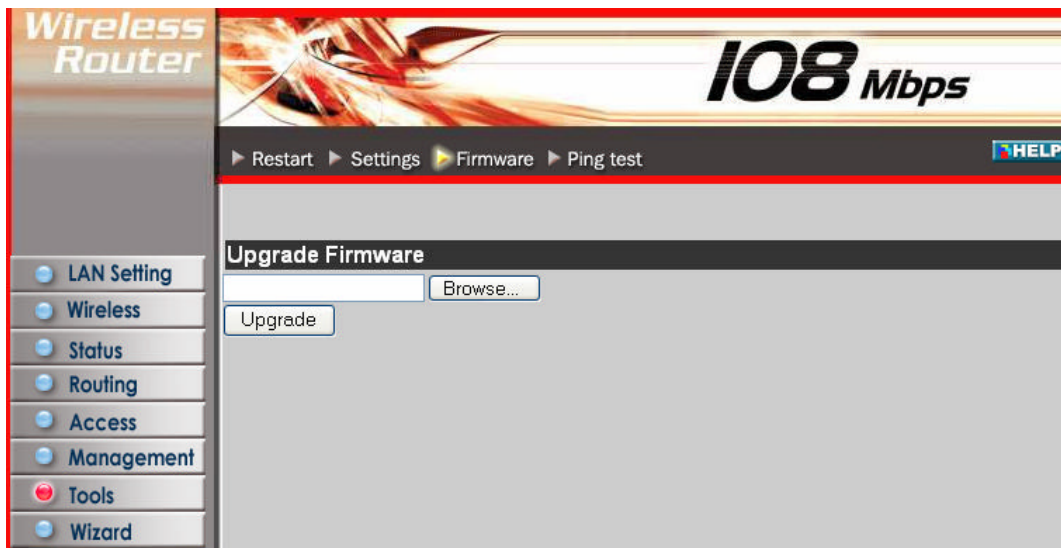 Wireless
Router
108 Mbps
Restart Settings Firmware Ping test
HELP
LAN Setting
Wireless
Status
Routing
Access
Management
Tools
Wizard
Upgrade Firmware
Browse...
Upgrade